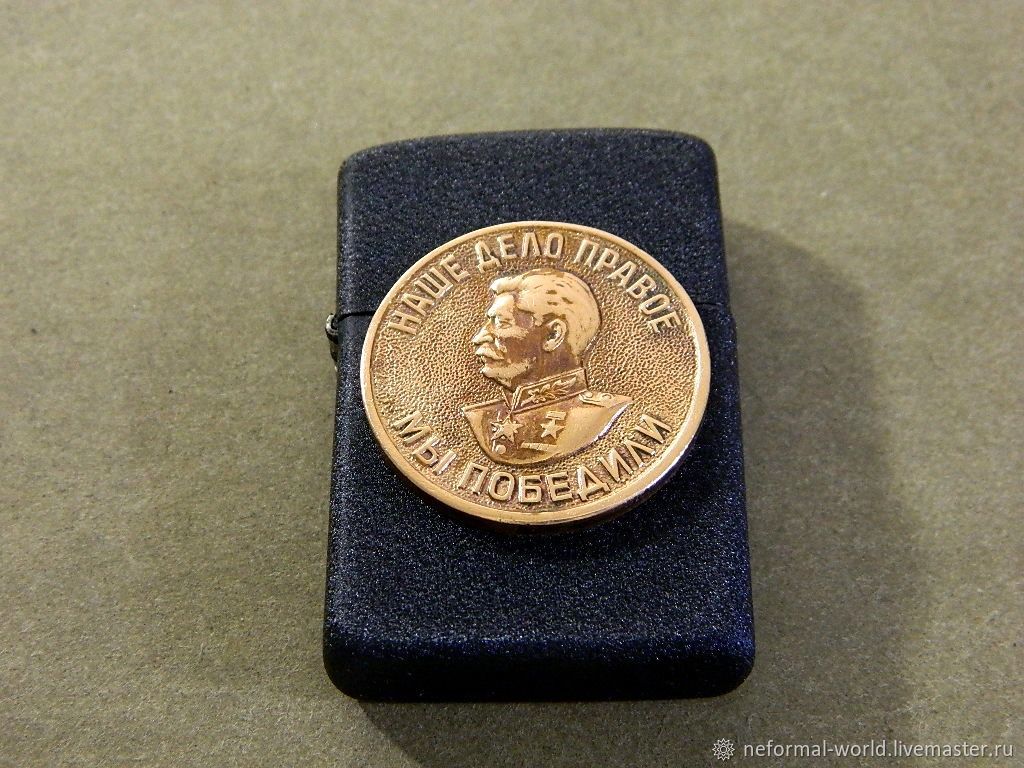 НАШЕ ДЕЛО ПРАВОЕ
МЫ ПОБЕДИЛИ
neformal-world.livemaster.ru